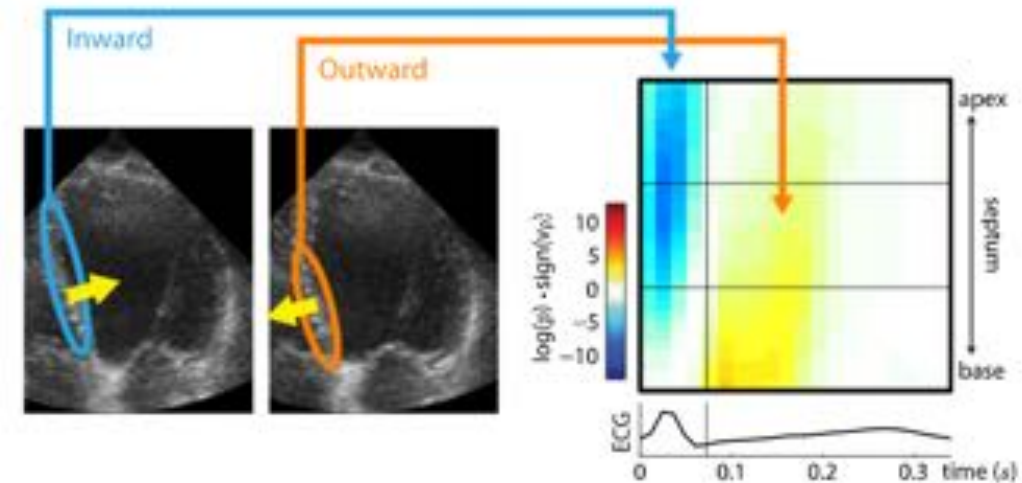 Inward
Outward
apex
septum
base
log(p) · sign(vρ)
10
5
0
−5
−10
ECG
0
0.1
0.2
0.3
time (s)